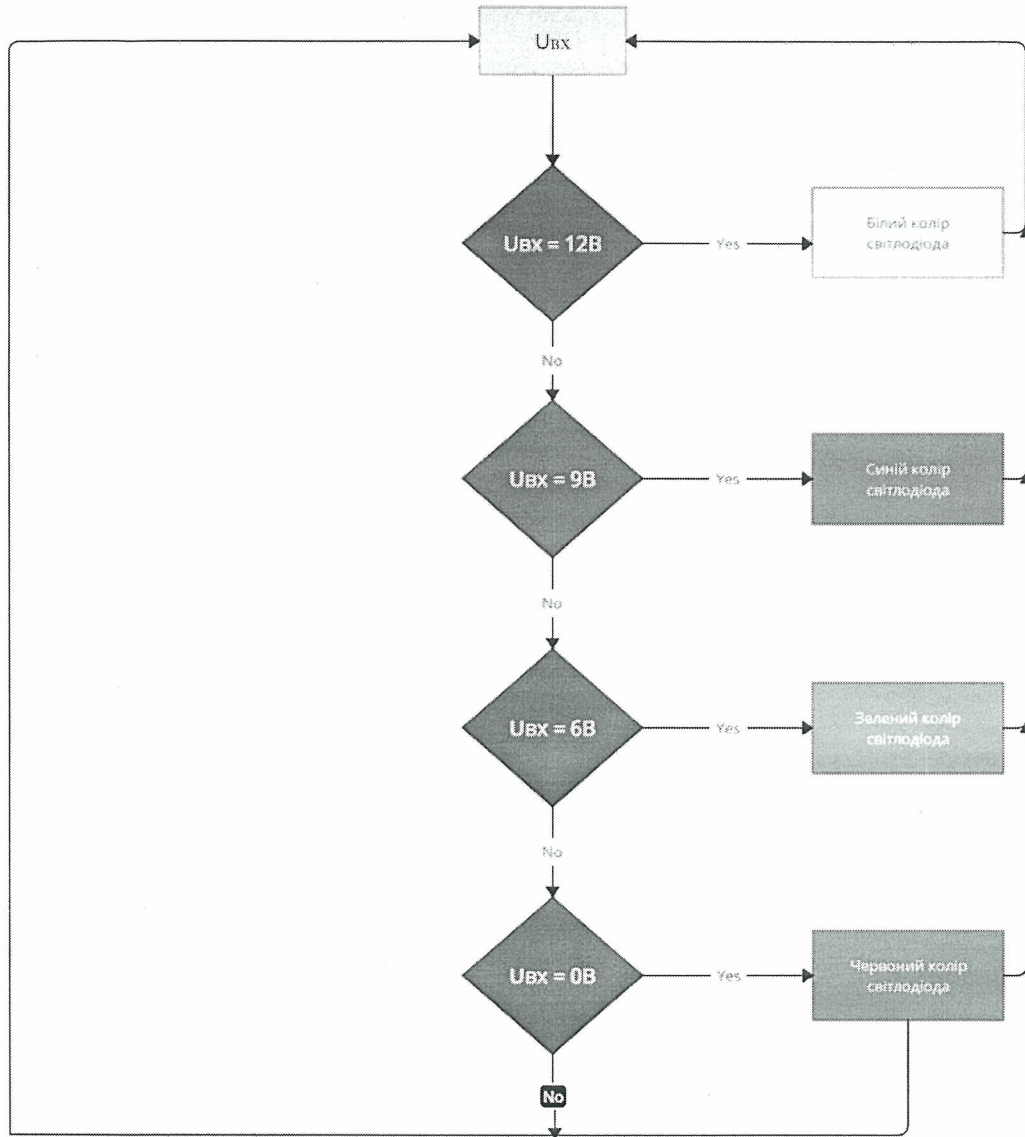 Uвх
Uвх = 12В
Yes
Білий колір
світлодіода
No
Uвх = 9В
Yes
Синій колір
світлодіода
No
Uвх = 6В
Yes
Зелений колір
світлодіода
No
Uвх = 0В
Yes
Червоний колір
світлодіода
No